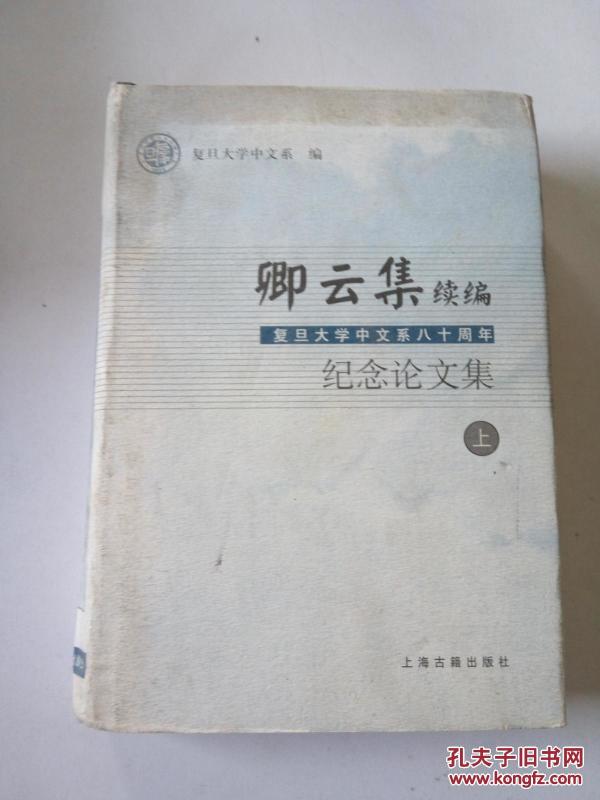 复旦大学中文系 编
卿云集 续编
复旦大学中文系八十周年
纪念论文集
上
上海古籍出版社
孔夫子旧书网
www.kongfz.com